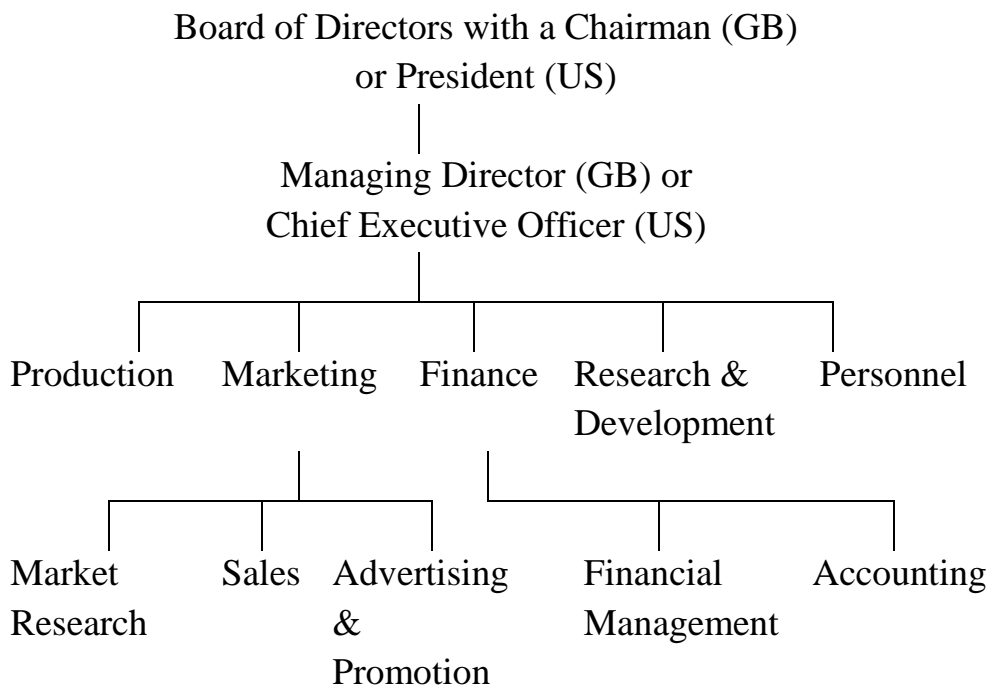 Board of Directors with a Chairman (GB)
or President (US)
Managing Director (GB) or
Chief Executive Officer (US)
Production
Marketing
Finance
Research &
Development
Personnel
Market
Research
Sales
Advertising
&
Promotion
Financial
Management
Accounting